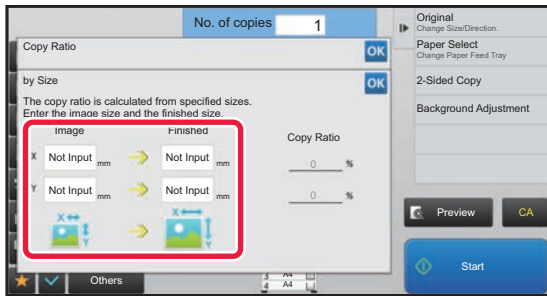 No. of copies 1
Original
Change Size/Direction.
Copy Ratio OK
Paper Select
Change Paper Feed Tray
by Size OK
2-Sided Copy
The copy ratio is calculated from specified sizes.
Enter the image size and the finished size.
Background Adjustment
Image Finished
Copy Ratio
X Not Input mm Not Input mm 0 %
Y Not Input mm Not Input mm 0 %
X Y X Y
Preview CA
Start
Others
3 A4
4 A4